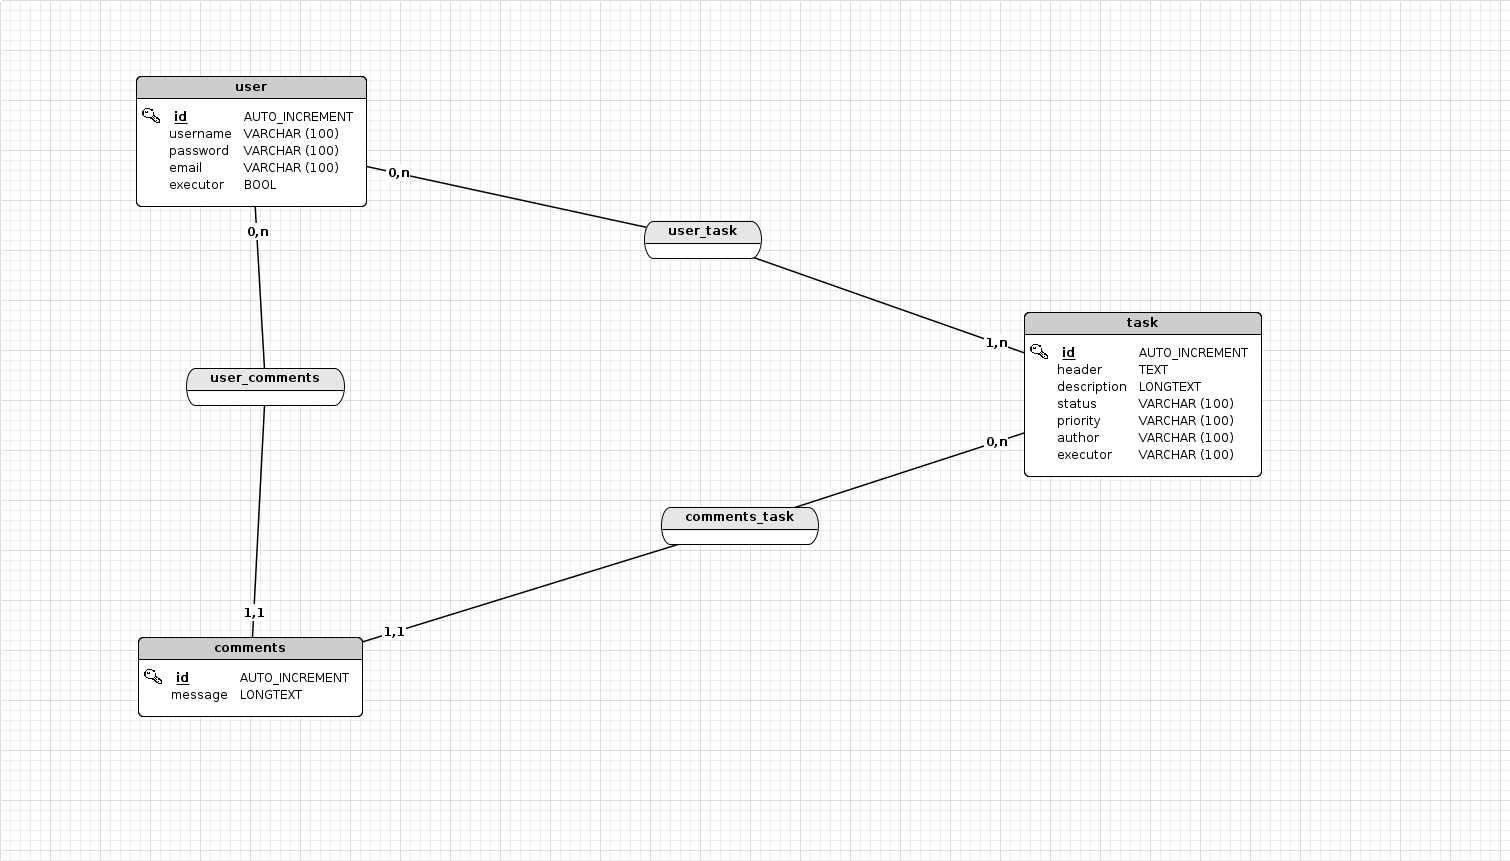 user
id AUTO_INCREMENT
username VARCHAR (100)
password VARCHAR (100)
email VARCHAR (100)
executor BOOL
0,n
0,n
user_task
1,n
task
id AUTO_INCREMENT
header TEXT
description LONGTEXT
status VARCHAR (100)
priority VARCHAR (100)
author VARCHAR (100)
executor VARCHAR (100)
user_comments
0,n
comments_task
1,1
1,1
comments
id AUTO_INCREMENT
message LONGTEXT